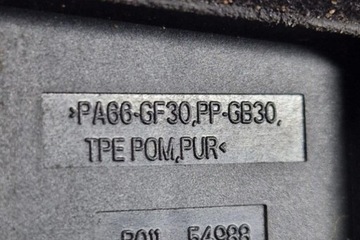 >PA66-GF30,PP-GB30,
TPE POM,PUR<